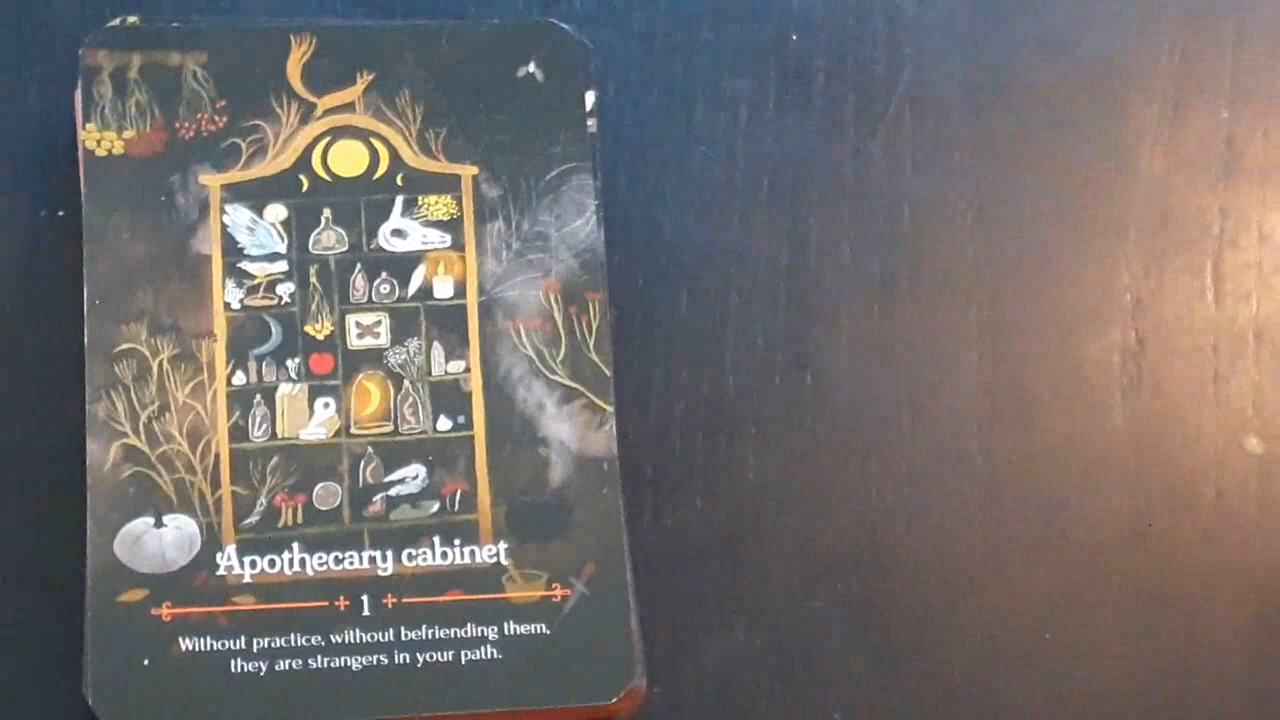 Apothecary cabinet
1
Without practice, without befriending them,
they are strangers in your path.